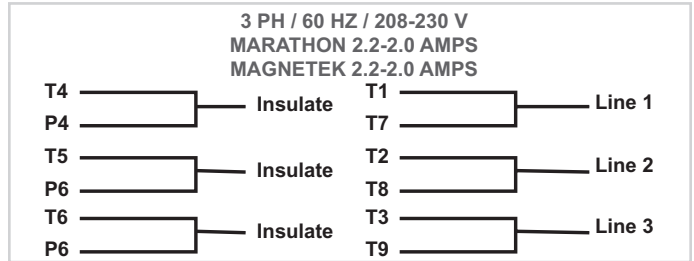 3 PH / 60 HZ / 208-230 V
MARATHON 2.2-2.0 AMPS
MAGNETEK 2.2-2.0 AMPS
T4
P4
Insulate
T5
P6
Insulate
T6
P6
Insulate
T1
T7
Line 1
T2
T8
Line 2
T3
T9
Line 3